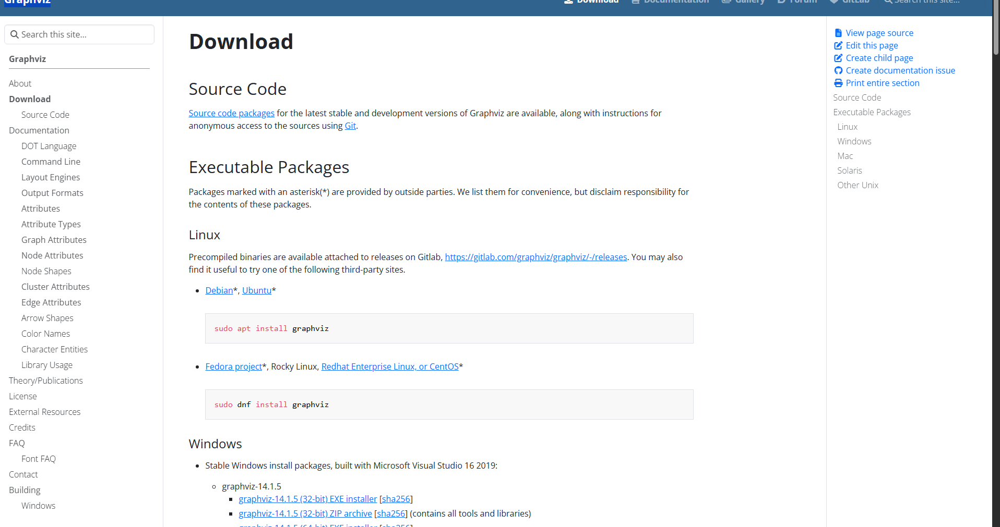 Graphviz
Download Documentation Gallery Forum GitLab Search this site...
Search this site...
Graphviz
About
Download
Source Code
Documentation
DOT Language
Command Line
Layout Engines
Output Formats
Attributes
Attribute Types
Graph Attributes
Node Attributes
Node Shapes
Cluster Attributes
Edge Attributes
Arrow Shapes
Color Names
Character Entities
Library Usage
Theory/Publications
License
External Resources
Credits
FAQ
Font FAQ
Contact
Building
Windows
Download
Source Code
Source code packages for the latest stable and development versions of Graphviz are available, along with instructions for
anonymous access to the sources using Git.
Executable Packages
Packages marked with an asterisk(*) are provided by outside parties. We list them for convenience, but disclaim responsibility for
the contents of these packages.
Linux
Precompiled binaries are available attached to releases on Gitlab, https://gitlab.com/graphviz/graphviz/-/releases. You may also
find it useful to try one of the following third-party sites.
• Debian*, Ubuntu*
sudo apt install graphviz
• Fedora project*, Rocky Linux, Redhat Enterprise Linux, or CentOS*
sudo dnf install graphviz
Windows
• Stable Windows install packages, built with Microsoft Visual Studio 16 2019:
◦ graphviz-14.1.5
▪ graphviz-14.1.5 (32-bit) EXE installer [sha256]
▪ graphviz-14.1.5 (32-bit) ZIP archive [sha256] (contains all tools and libraries)
graphviz-14.1.5 (64-bit) EXE installer [sha256]
View page source
Edit this page
Create child page
Create documentation issue
Print entire section
Source Code
Executable Packages
Linux
Windows
Mac
Solaris
Other Unix